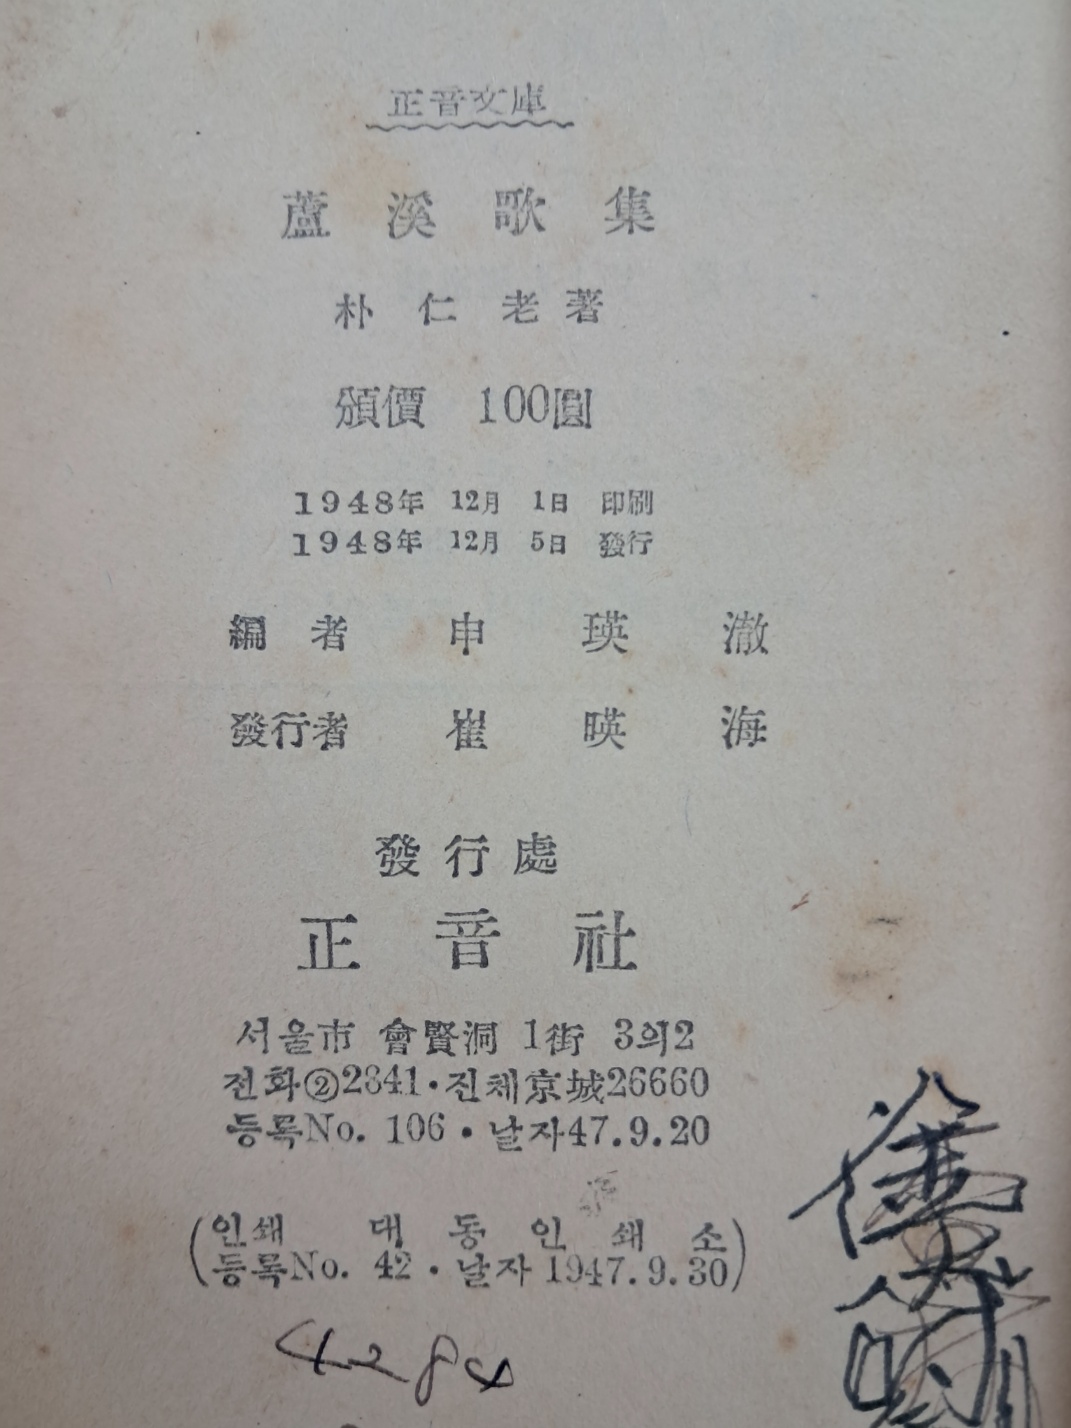 正音文庫
蘆溪歌集
朴仁老著
頒價 100圓
1948年 12月 1日 印刷
1948年 12月 5日 發行
編者 申瑛澈
發行者 崔暎海
發行處
正音社
서울市 會賢洞 1街 3의2
전화②2841·진체京城26660
등록No. 106·날자47.9.20
(인쇄 대동인쇄소)
등록No. 42·날자 1947.9.30
4284